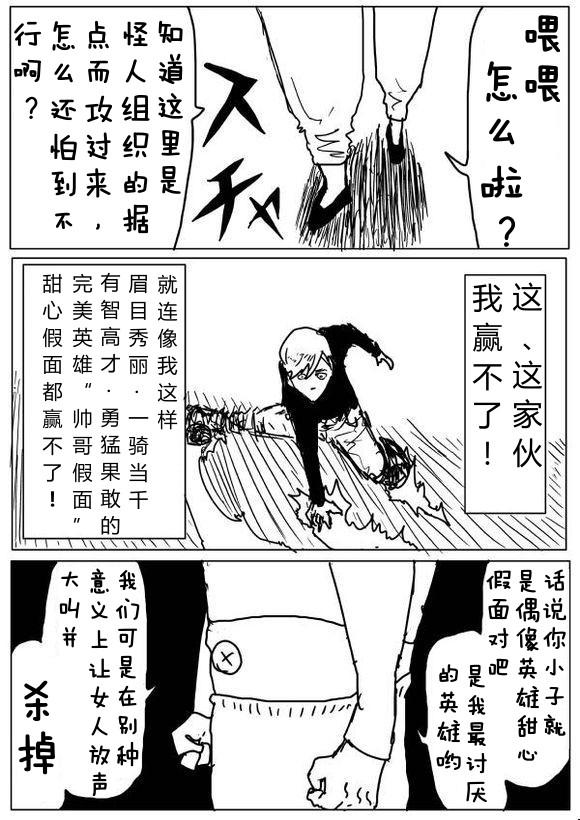 喂喂
怎么啦？
スチャ
知道这里是
怪人组织的据
点而攻过来，
怎么还怕到不
行啊？
这、这家伙
我赢不了！
就连像我这样
眉目秀丽·一骑当千
有智高才·勇猛果敢的
完美英雄“帅哥假面”
甜心假面都赢不了！
话说你小子就
是偶像英雄甜心
假面对吧
是我最讨厌
的英雄哟
我们可是在别种
意义上让女人放声
大叫并
杀掉